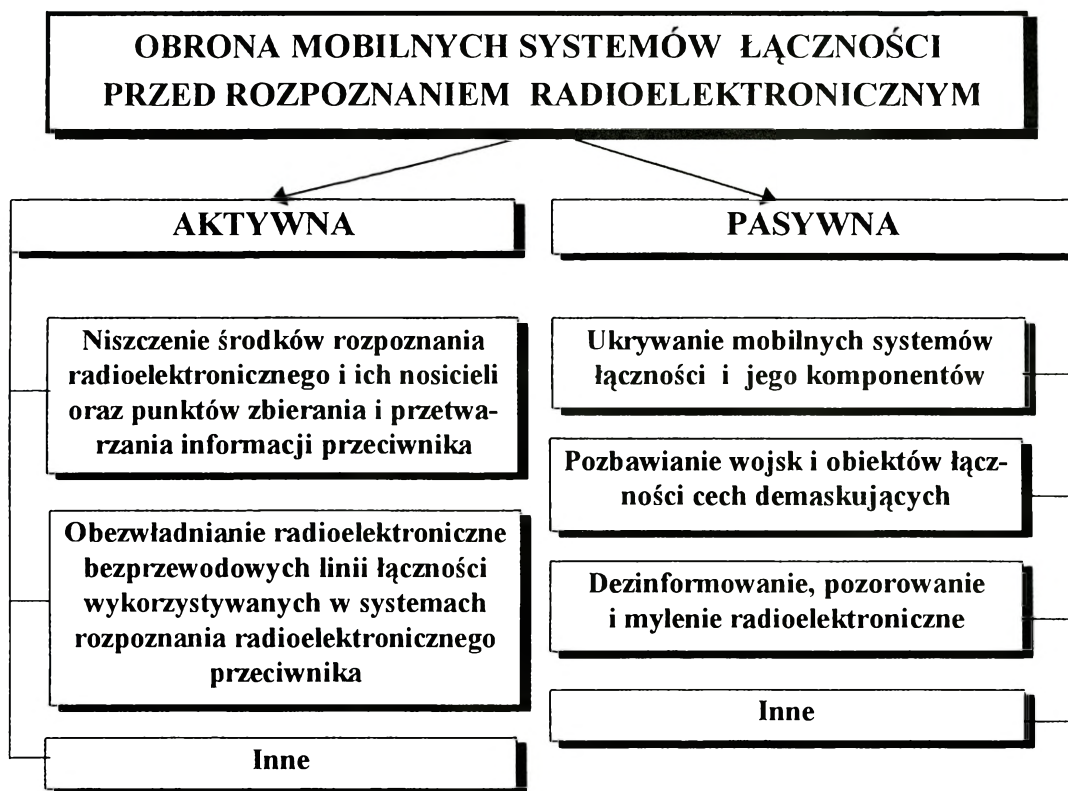 OBRONA MOBILNYCH SYSTEMÓW ŁĄCZNOŚCI
PRZED ROZPOZNANIEM RADIOELEKTRONICZNYM
AKTYWNA
Niszczenie środków rozpoznania
radioelektronicznego i ich nosicieli
oraz punktów zbierania i przetwa-
rzania informacji przeciwnika
Obezwładnianie radioelektroniczne
bezprzewodowych linii łączności
wykorzystywanych w systemach
rozpoznania radioelektronicznego
przeciwnika
Inne
PASYWNA
Ukrywanie mobilnych systemów
łączności i jego komponentów
Pozbawianie wojsk i obiektów łącz-
ności cech demaskujących
Dezinformowanie, pozorowanie
i mylenie radioelektroniczne
Inne